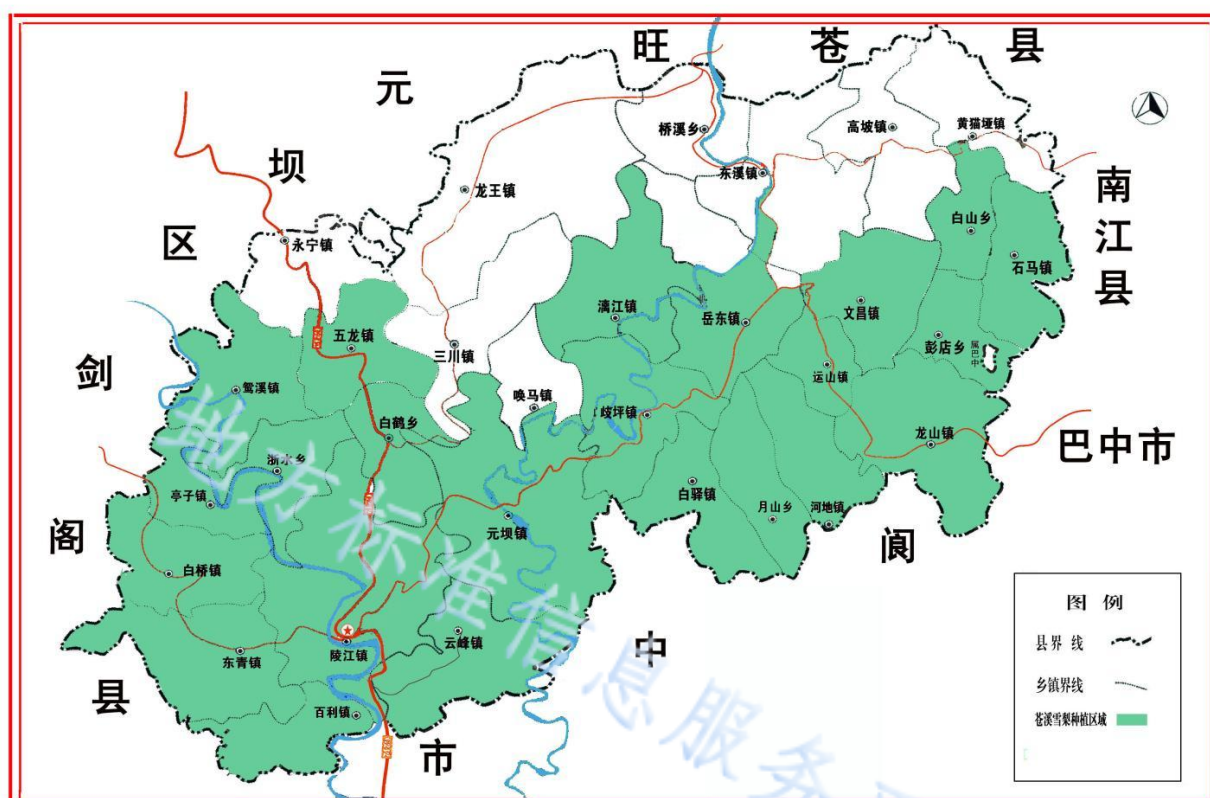 元
旺
苍
县
坝
区
剑
阁
县
南
江
县
巴中市
阆
中
市
桥溪乡
高坡镇
黄猫垭镇
东溪镇
龙王镇
白山乡
永宁镇
石马镇
漓江镇
岳东镇
文昌镇
五龙镇
三川镇
彭店乡
属巴中
运山镇
鸳溪镇
唤马镇
歧坪镇
白鹤乡
龙山镇
浙水乡
亭子镇
白驿镇
月山乡
河地镇
元坝镇
白桥镇
云峰镇
陵江镇
东青镇
百利镇
G212
图 例
县界 线
乡镇界线
苍溪雪梨种植区域
地方标准信息服务